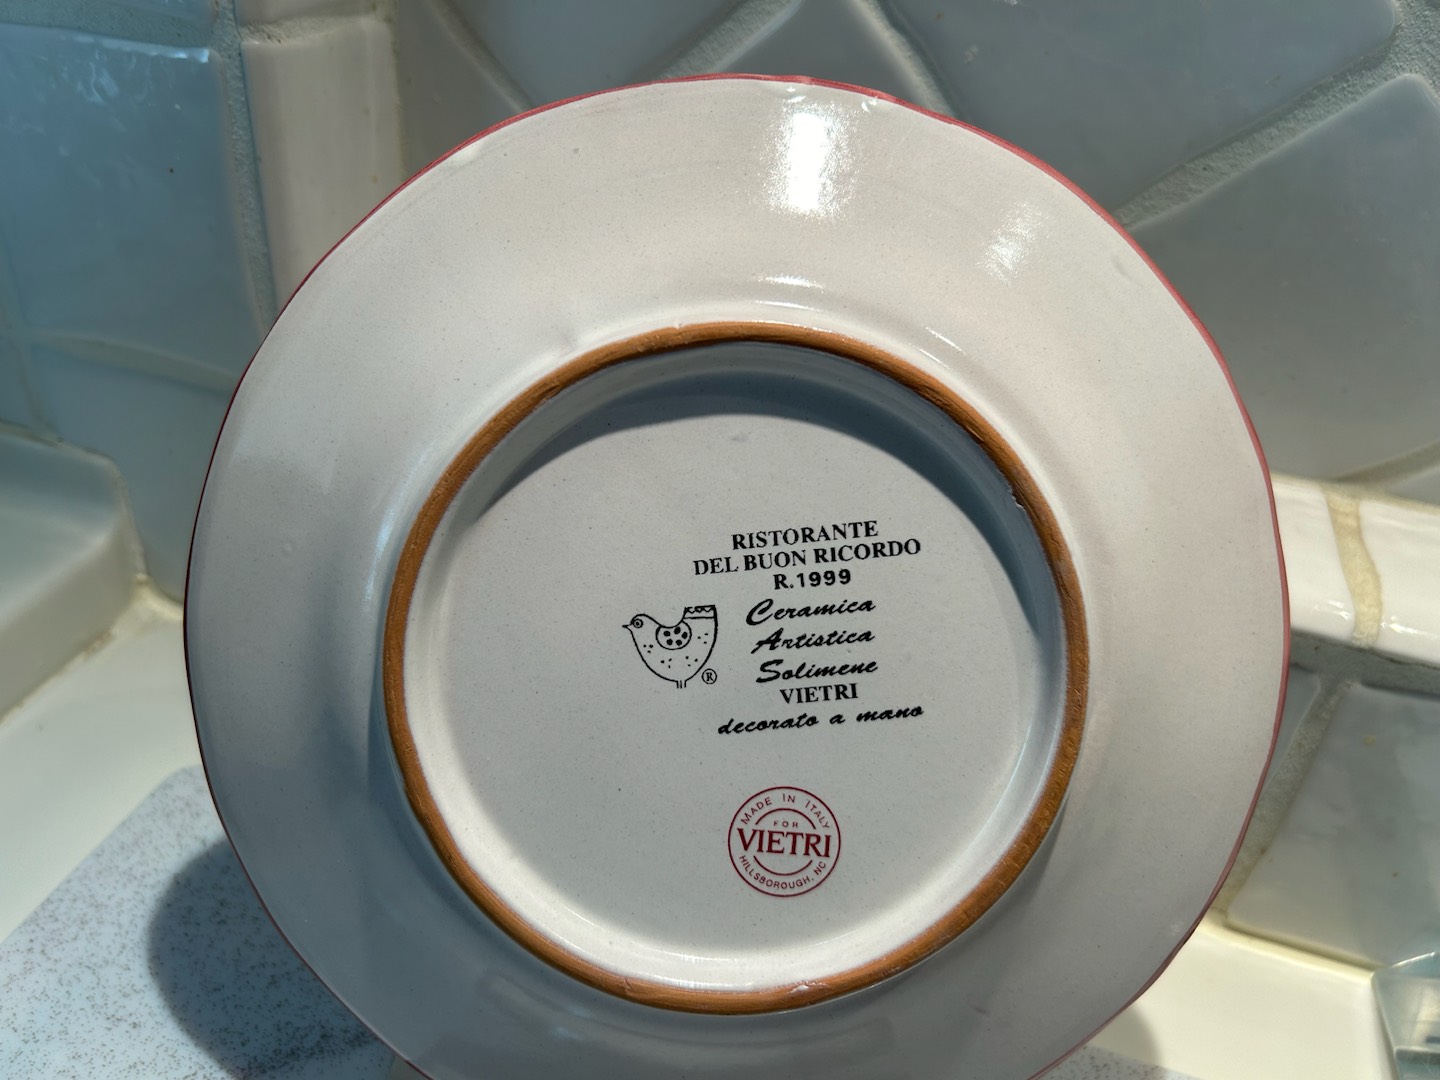 RISTORANTE
DEL BUON RICORDO
R.1999
Ceramica
Artistica
Solimene
VIETRI
decorato a mano
®
MADE IN ITALY
FOR
VIETRI
HILLSBOROUGH, NC